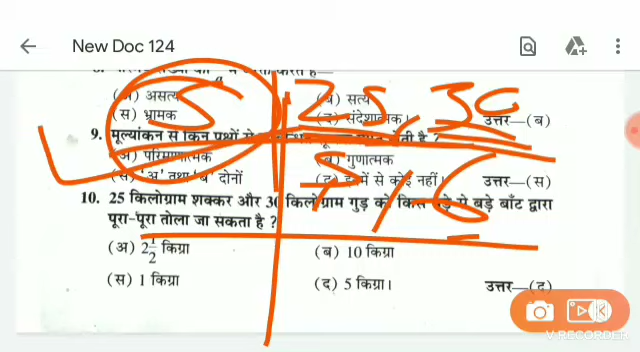 New Doc 124
(अ) असत्य (ब) सत्य
(स) भ्रामक (द) संदेशात्मक। उत्तर—(ब)
S 25, 30
9. मूल्यांकन से किन पक्षों है ?
(अ) परिमाणात्मक (ब) गुणात्मक
(स) 'अ' तथा 'ब' दोनों (द) इनमें से कोई नहीं। उत्तर—(स)
5, 6
10. 25 किलोग्राम शक्कर और 30 किलोग्राम गुड़ को किस बड़े से बड़े बाँट द्वारा
पूरा-पूरा तोला जा सकता है ?
(अ) 2½ किग्रा (ब) 10 किग्रा
(स) 1 किग्रा (द) 5 किग्रा। उत्तर—(द)
V RECORDER